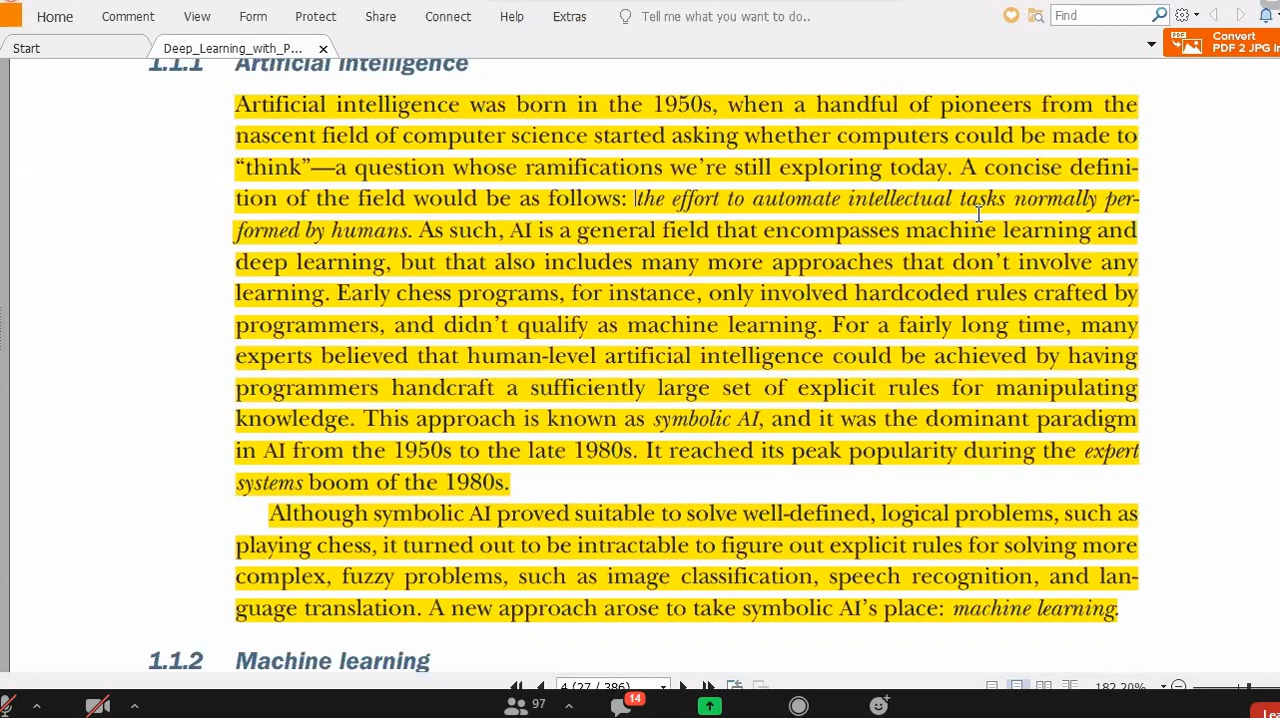 Home Comment View Form Protect Share Connect Help Extras Tell me what you want to do.. Find
Convert
PDF 2 JPG in
Start Deep_Learning_with_P... ×
1.1.1 Artificial intelligence
Artificial intelligence was born in the 1950s, when a handful of pioneers from the
nascent field of computer science started asking whether computers could be made to
“think”—a question whose ramifications we’re still exploring today. A concise defini-
tion of the field would be as follows: the effort to automate intellectual tasks normally per-
formed by humans. As such, AI is a general field that encompasses machine learning and
deep learning, but that also includes many more approaches that don’t involve any
learning. Early chess programs, for instance, only involved hardcoded rules crafted by
programmers, and didn’t qualify as machine learning. For a fairly long time, many
experts believed that human-level artificial intelligence could be achieved by having
programmers handcraft a sufficiently large set of explicit rules for manipulating
knowledge. This approach is known as symbolic AI, and it was the dominant paradigm
in AI from the 1950s to the late 1980s. It reached its peak popularity during the expert
systems boom of the 1980s.
Although symbolic AI proved suitable to solve well-defined, logical problems, such as
playing chess, it turned out to be intractable to figure out explicit rules for solving more
complex, fuzzy problems, such as image classification, speech recognition, and lan-
guage translation. A new approach arose to take symbolic AI’s place: machine learning.
1.1.2 Machine learning
4 (27 / 386) 182.20%
97 14